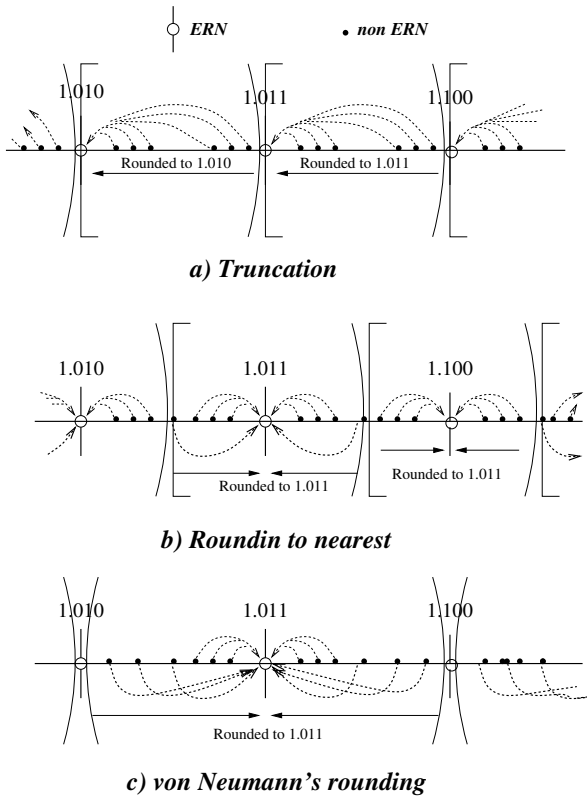 ERN non ERN
1.010 1.011 1.100
Rounded to 1.010 Rounded to 1.011
a) Truncation
1.010 1.011 1.100
Rounded to 1.011 Rounded to 1.011
b) Roundin to nearest
1.010 1.011 1.100
Rounded to 1.011
c) von Neumann's rounding